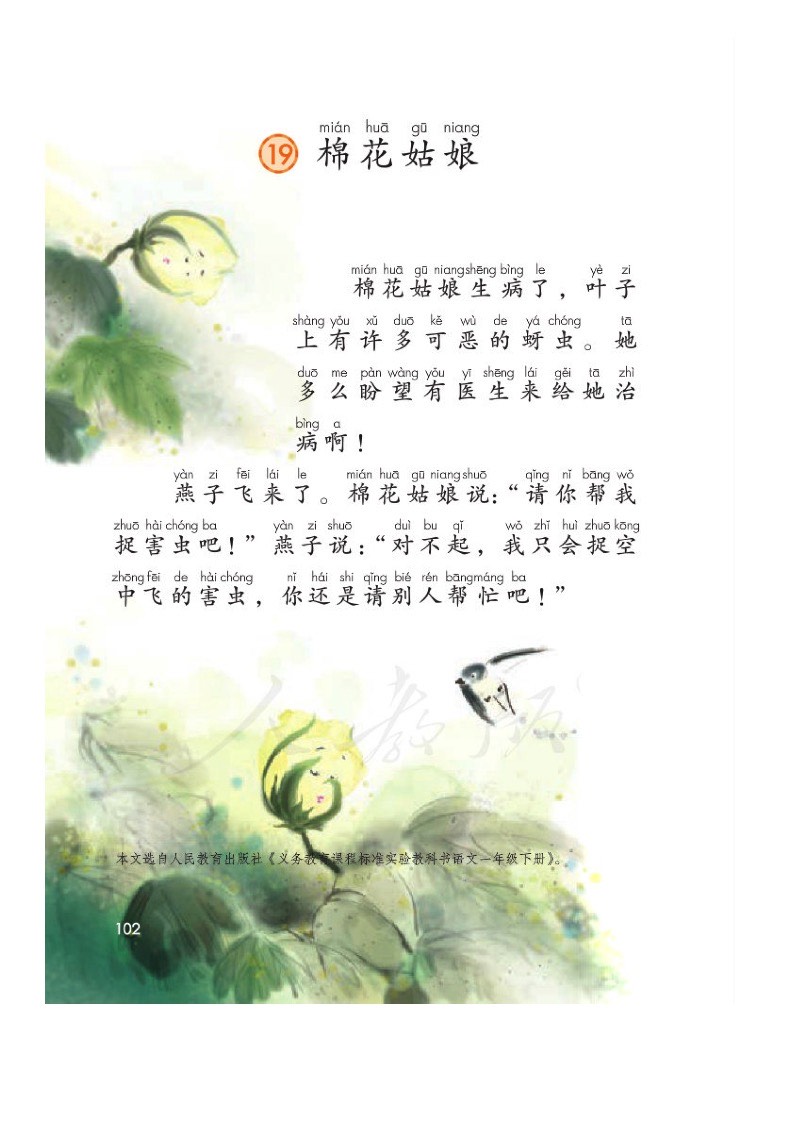 mián huā gū niang
19 棉花姑娘
mián huā gū niang shēng bìng le yè zi
棉花姑娘生病了，叶子
shàng yǒu xǔ duō kě wù de yá chóng tā
上有许多可恶的蚜虫。她
duō me pàn wàng yǒu yī shēng lái gěi tā zhì
多么盼望有医生来给她治
bìng a
病啊！
yàn zi fēi lái le mián huā gū niang shuō qǐng nǐ bāng wǒ
燕子飞来了。棉花姑娘说：“请你帮我
zhuō hài chóng ba yàn zi shuō duì bu qǐ wǒ zhǐ huì zhuō kōng
捉害虫吧！”燕子说：“对不起，我只会捉空
zhōng fēi de hài chóng nǐ hái shi qǐng bié rén bāng máng ba
中飞的害虫，你还是请别人帮忙吧！”
人教版
本文选自人民教育出版社《义务教育课程标准实验教科书语文一年级下册》。
102